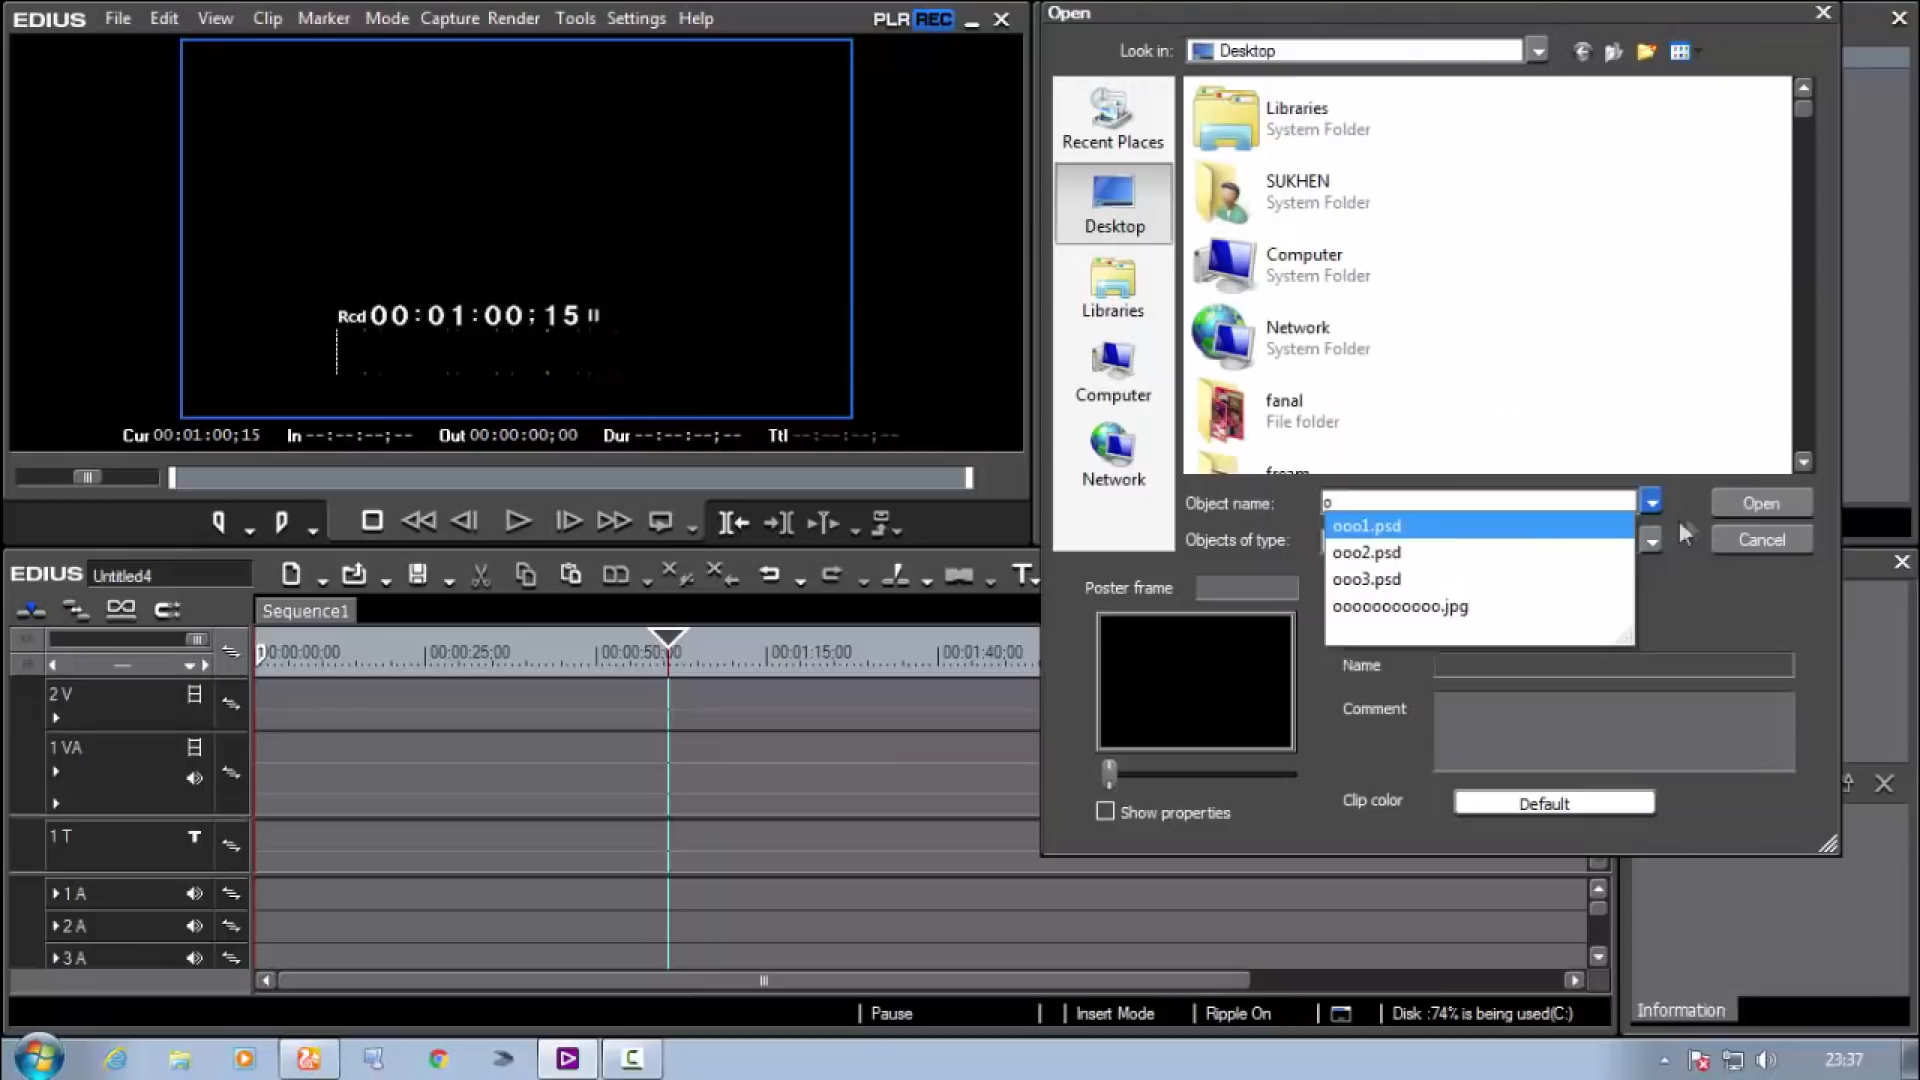 EDIUS File Edit View Clip Marker Mode Capture Render Tools Settings Help PLR REC
Rcd 00:01:00;15
Cur 00:01:00;15 In --:--:--;-- Out 00:00:00;00 Dur --:--:--;-- Ttl --:--:--;--
EDIUS Untitled4
Sequence1
00:00:00;00 00:00:25;00 00:00:50;00 00:01:15;00 00:01:40;00
2 V
1 VA
1 T
1 A
2 A
3 A
Pause Insert Mode Ripple On Disk :74% is being used(C:)
Open
Look in: Desktop
Recent Places
Desktop
Libraries
Computer
Network
Libraries
System Folder
SUKHEN
System Folder
Computer
System Folder
Network
System Folder
fanal
File folder
fream
Object name: o Open
ooo1.psd
Objects of type: Cancel
ooo2.psd
ooo3.psd
ooooooooooo.jpg
Poster frame
Name
Comment
Clip color Default
Show properties
Information
23:37